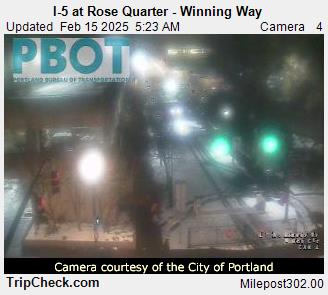 I-5 at Rose Quarter - Winning Way
Updated Feb 15 2025 5:23 AM Camera 4
PBOT
PORTLAND BUREAU OF TRANSPORTATION
Camera courtesy of the City of Portland
TripCheck.com Milepost302.00